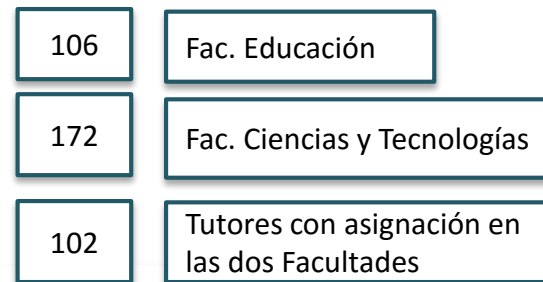 106
Fac. Educación
172
Fac. Ciencias y Tecnologías
102
Tutores con asignación en
las dos Facultades